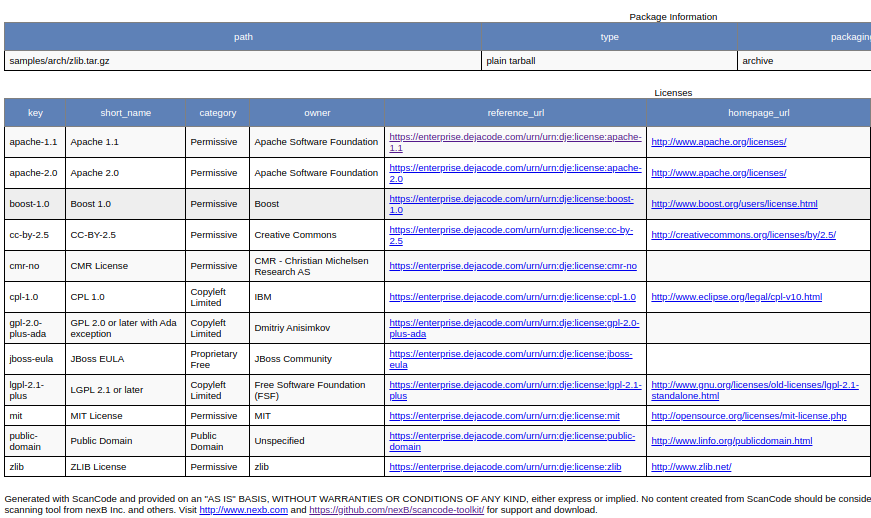 Package Information
path type packaging
samples/arch/zlib.tar.gz plain tarball archive
Licenses
key short_name category owner reference_url homepage_url
apache-1.1 Apache 1.1 Permissive Apache Software Foundation https://enterprise.dejacode.com/urn/urn:dje:license:apache-
1.1 http://www.apache.org/licenses/
apache-2.0 Apache 2.0 Permissive Apache Software Foundation https://enterprise.dejacode.com/urn/urn:dje:license:apache-
2.0 http://www.apache.org/licenses/
boost-1.0 Boost 1.0 Permissive Boost https://enterprise.dejacode.com/urn/urn:dje:license:boost-
1.0 http://www.boost.org/users/license.html
cc-by-2.5 CC-BY-2.5 Permissive Creative Commons https://enterprise.dejacode.com/urn/urn:dje:license:cc-by-
2.5 http://creativecommons.org/licenses/by/2.5/
cmr-no CMR License Permissive CMR - Christian Michelsen
Research AS https://enterprise.dejacode.com/urn/urn:dje:license:cmr-no
cpl-1.0 CPL 1.0 Copyleft
Limited IBM https://enterprise.dejacode.com/urn/urn:dje:license:cpl-1.0 http://www.eclipse.org/legal/cpl-v10.html
gpl-2.0-
plus-ada GPL 2.0 or later with Ada
exception Copyleft
Limited Dmitriy Anisimkov https://enterprise.dejacode.com/urn/urn:dje:license:gpl-2.0-
plus-ada
jboss-eula JBoss EULA Proprietary
Free JBoss Community https://enterprise.dejacode.com/urn/urn:dje:license:jboss-
eula
lgpl-2.1-
plus LGPL 2.1 or later Copyleft
Limited Free Software Foundation
(FSF) https://enterprise.dejacode.com/urn/urn:dje:license:lgpl-2.1-
plus http://www.gnu.org/licenses/old-licenses/lgpl-2.1-
standalone.html
mit MIT License Permissive MIT https://enterprise.dejacode.com/urn/urn:dje:license:mit http://opensource.org/licenses/mit-license.php
public-
domain Public Domain Public
Domain Unspecified https://enterprise.dejacode.com/urn/urn:dje:license:public-
domain http://www.linfo.org/publicdomain.html
zlib ZLIB License Permissive zlib https://enterprise.dejacode.com/urn/urn:dje:license:zlib http://www.zlib.net/
Generated with ScanCode and provided on an "AS IS" BASIS, WITHOUT WARRANTIES OR CONDITIONS OF ANY KIND, either express or implied. No content created from ScanCode should be conside
scanning tool from nexB Inc. and others. Visit http://www.nexb.com and https://github.com/nexB/scancode-toolkit/ for support and download.